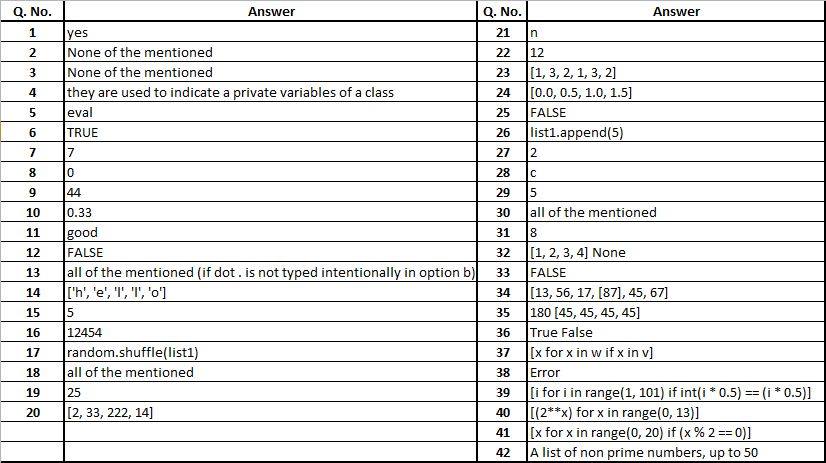 Q. No. Answer Q. No. Answer
1 yes 21 n
2 None of the mentioned 22 12
3 None of the mentioned 23 [1, 3, 2, 1, 3, 2]
4 they are used to indicate a private variables of a class 24 [0.0, 0.5, 1.0, 1.5]
5 eval 25 FALSE
6 TRUE 26 list1.append(5)
7 7 27 2
8 0 28 c
9 44 29 5
10 0.33 30 all of the mentioned
11 good 31 8
12 FALSE 32 [1, 2, 3, 4] None
13 all of the mentioned (if dot . is not typed intentionally in option b) 33 FALSE
14 ['h', 'e', 'l', 'l', 'o'] 34 [13, 56, 17, [87], 45, 67]
15 5 35 180 [45, 45, 45, 45]
16 12454 36 True False
17 random.shuffle(list1) 37 [x for x in w if x in v]
18 all of the mentioned 38 Error
19 25 39 [i for i in range(1, 101) if int(i * 0.5) == (i * 0.5)]
20 [2, 33, 222, 14] 40 [(2**x) for x in range(0, 13)]
41 [x for x in range(0, 20) if (x % 2 == 0)]
42 A list of non prime numbers, up to 50